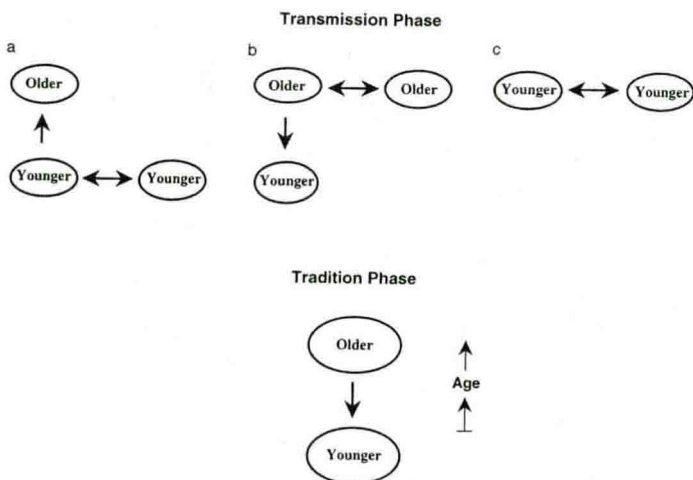 Transmission Phase
a
Older
Younger
Younger
b
Older
Older
Younger
c
Younger
Younger
Tradition Phase
Older
Younger
Age